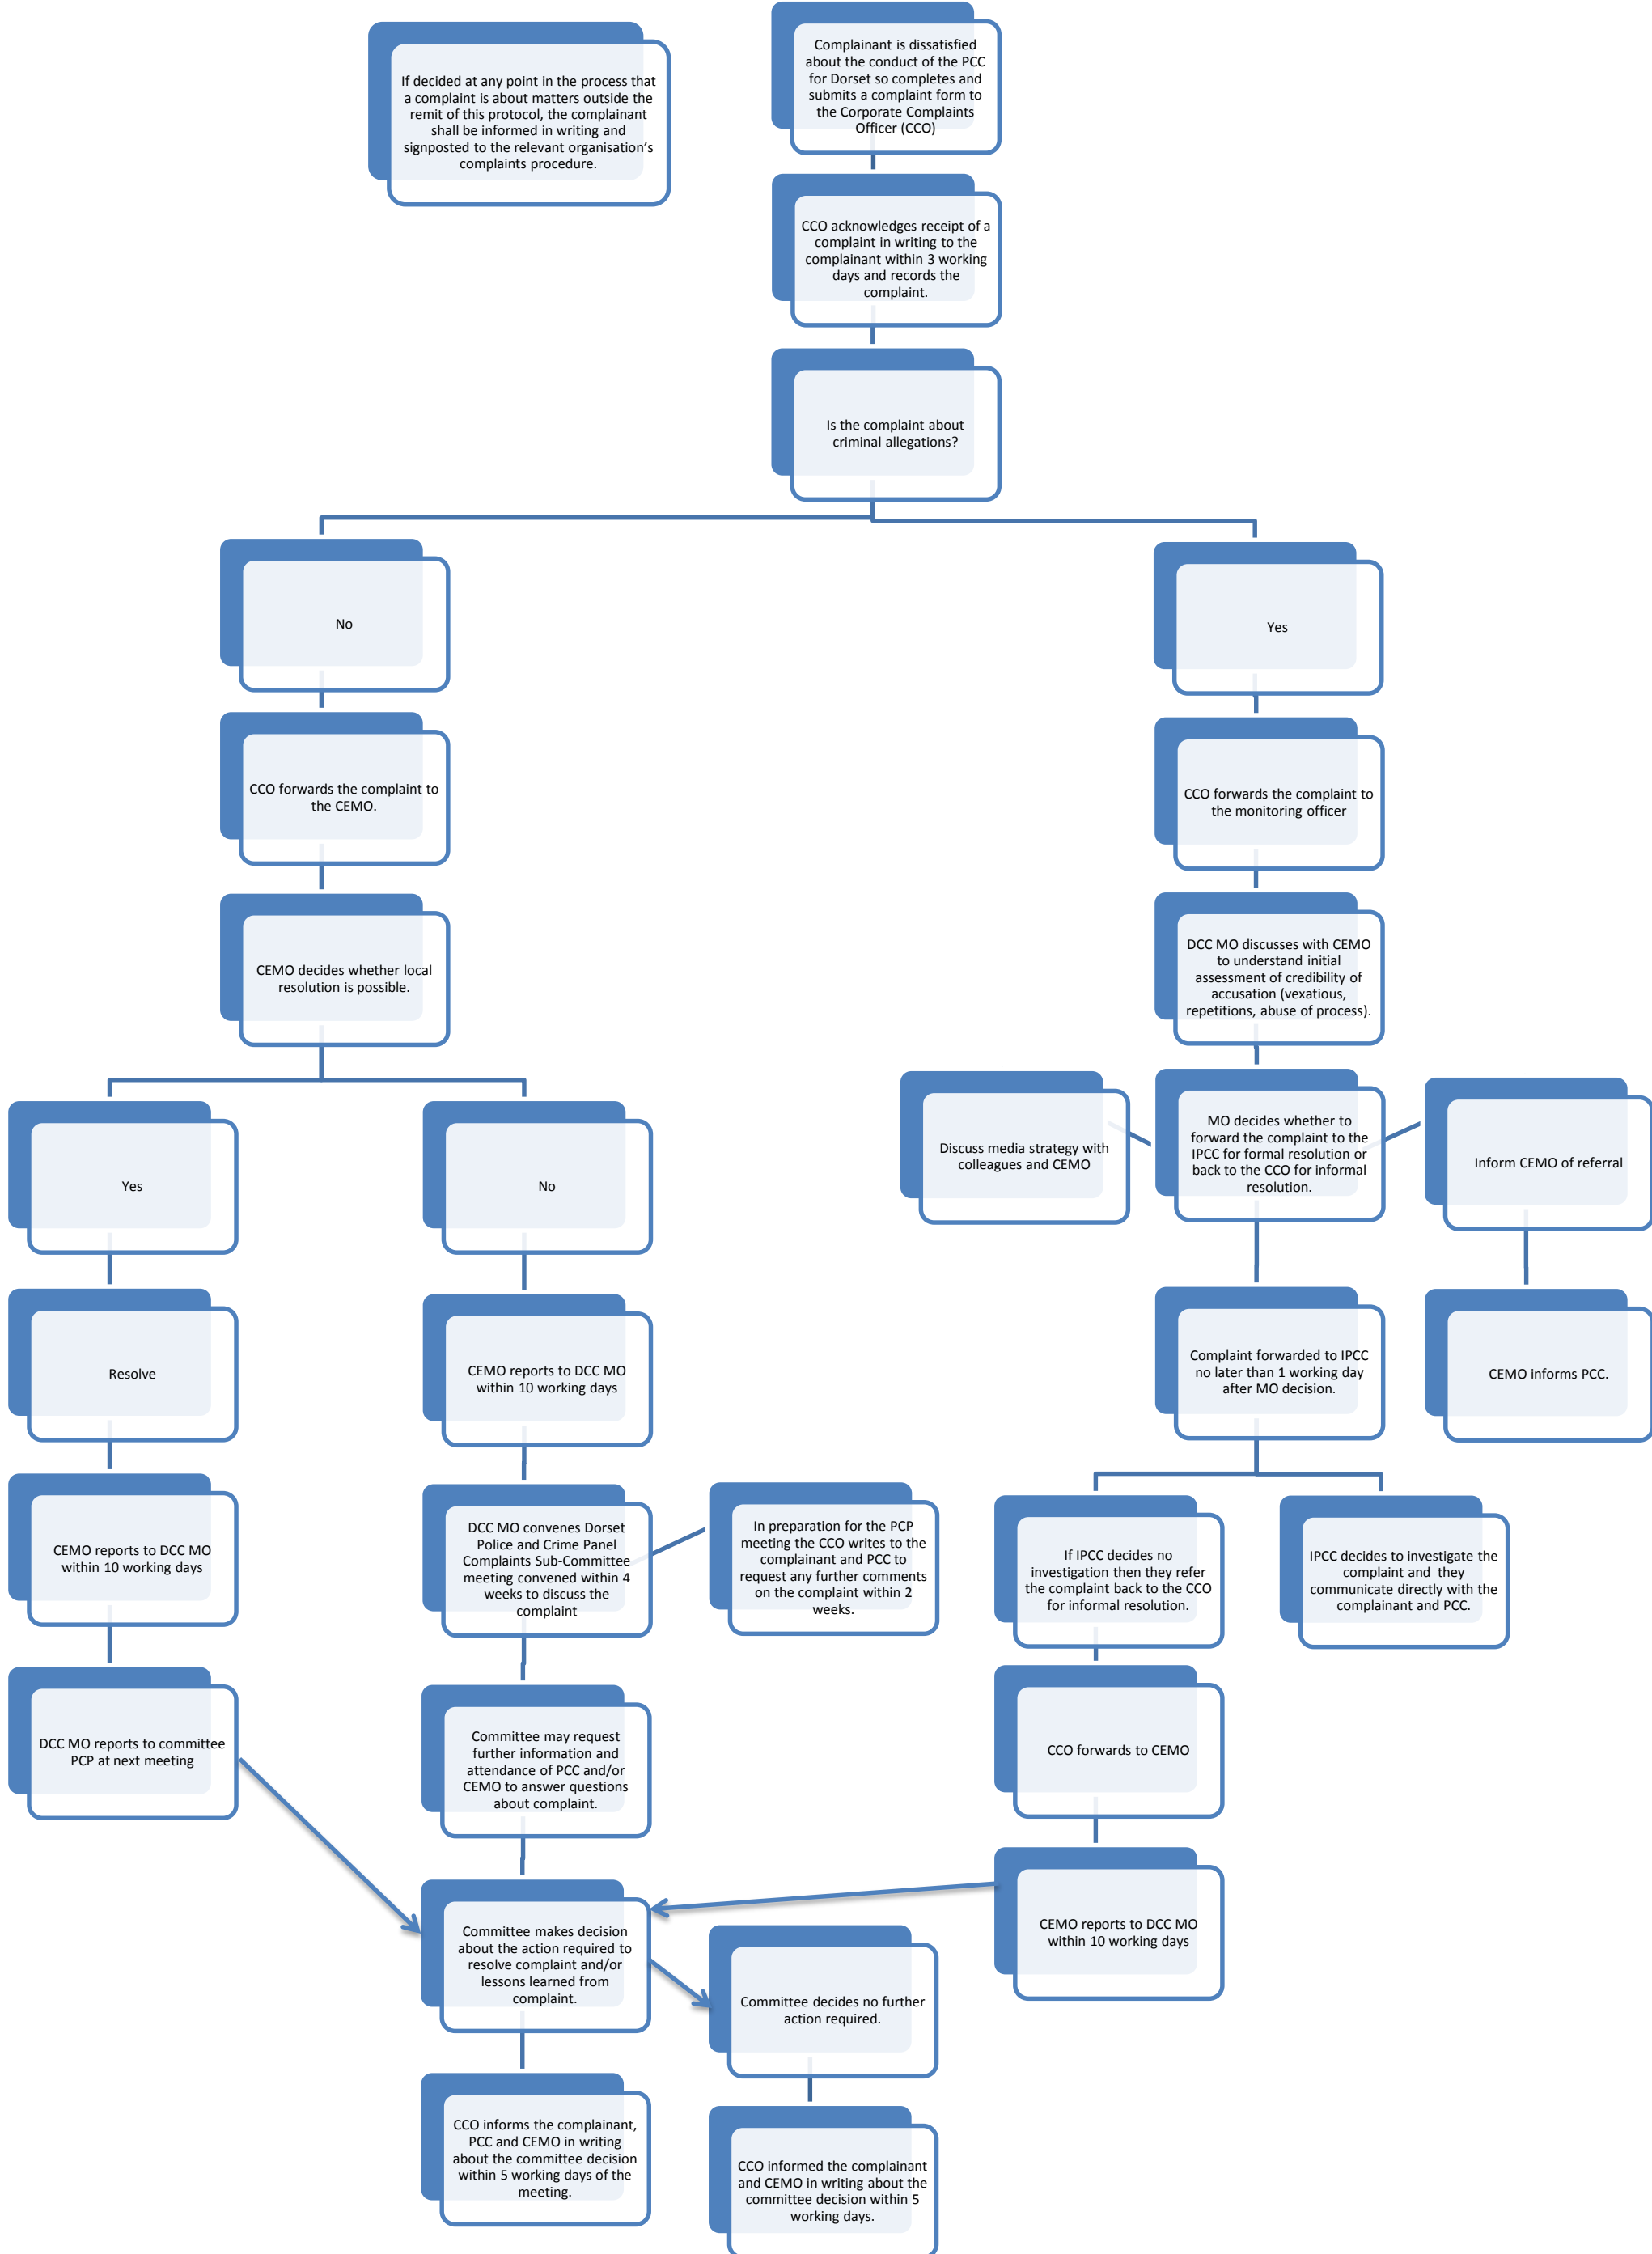 If decided at any point in the process that
a complaint is about matters outside the
remit of this protocol, the complainant
shall be informed in writing and
signposted to the relevant organisation's
complaints procedure.
Complainant is dissatisfied
about the conduct of the PCC
for Dorset so completes and
submits a complaint form to
the Corporate Complaints
Officer (CCO)
CCO acknowledges receipt of a
complaint in writing to the
complainant within 3 working
days and records the
complaint.
Is the complaint about
criminal allegations?
No
CCO forwards the complaint to
the CEMO.
CEMO decides whether local
resolution is possible.
Yes
Resolve
CEMO reports to DCC MO
within 10 working days
DCC MO reports to committee
PCP at next meeting
No
CEMO reports to DCC MO
within 10 working days
DCC MO convenes Dorset
Police and Crime Panel
Complaints Sub-Committee
meeting convened within 4
weeks to discuss the
complaint
In preparation for the PCP
meeting the CCO writes to the
complainant and PCC to
request any further comments
on the complaint within 2
weeks.
Committee may request
further information and
attendance of PCC and/or
CEMO to answer questions
about complaint.
Committee makes decision
about the action required to
resolve complaint and/or
lessons learned from
complaint.
CCO informs the complainant,
PCC and CEMO in writing
about the committee decision
within 5 working days of the
meeting.
Committee decides no further
action required.
CCO informed the complainant
and CEMO in writing about the
committee decision within 5
working days.
Yes
CCO forwards the complaint to
the monitoring officer
DCC MO discusses with CEMO
to understand initial
assessment of credibility of
accusation (vexatious,
repetitions, abuse of process).
Discuss media strategy with
colleagues and CEMO
MO decides whether to
forward the complaint to the
IPCC for formal resolution or
back to the CCO for informal
resolution.
Inform CEMO of referral
CEMO informs PCC.
Complaint forwarded to IPCC
no later than 1 working day
after MO decision.
If IPCC decides no
investigation then they refer
the complaint back to the CCO
for informal resolution.
IPCC decides to investigate the
complaint and  they
communicate directly with the
complainant and PCC.
CCO forwards to CEMO
CEMO reports to DCC MO
within 10 working days